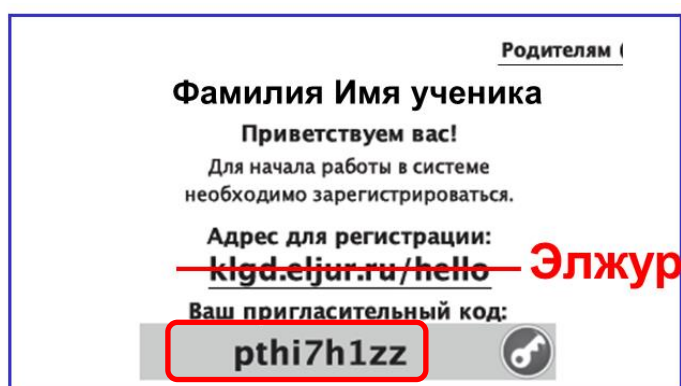 Родителям
Фамилия Имя ученика
Приветствуем вас!
Для начала работы в системе
необходимо зарегистрироваться.
Адрес для регистрации:
klgd.eljur.ru/hello Элжур
Ваш пригласительный код:
pthi7h1zz